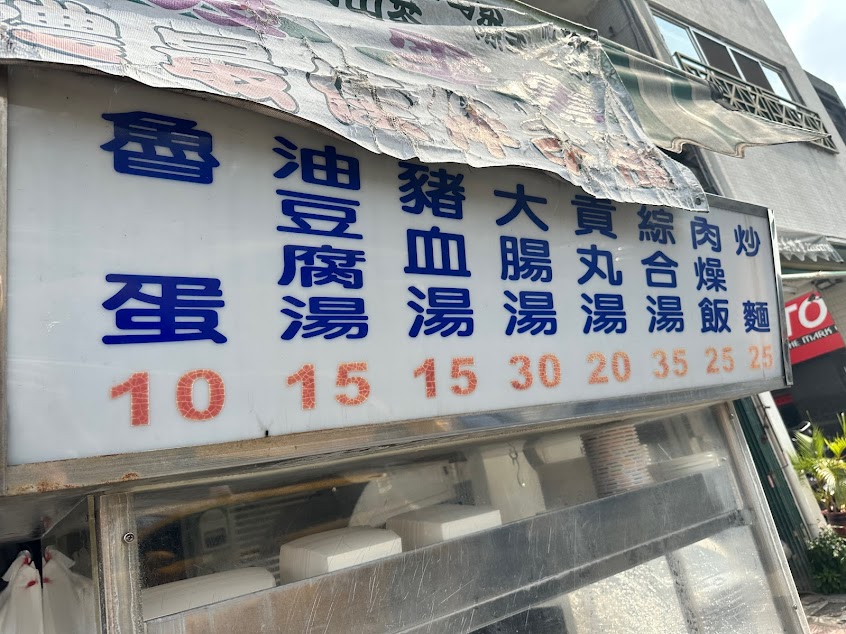 炒麵 25
肉燥飯 25
綜合湯 35
貢丸湯 20
大腸湯 30
豬血湯 15
油豆腐湯 15
魯蛋 10